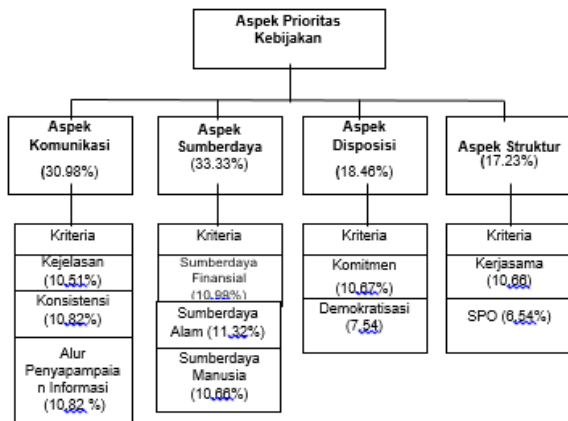 Aspek Prioritas
Kebijakan
Aspek
Komunikasi
(30.98%)
Aspek
Sumberdaya
(33.33%)
Aspek
Disposisi
(18.46%)
Aspek Struktur
(17.23%)
Kriteria
Kejelasan
(10,51%)
Konsistensi
(10,82%)
Alur
Penyapampaia
n Informasi
(10,82 %)
Kriteria
Sumberdaya
Finansial
(10,99%)
Sumberdaya
Alam (11,32%)
Sumberdaya
Manusia
(10,66%)
Kriteria
Komitmen
(10,67%)
Demokratisasi
(7,54)
Kriteria
Kerjasama
(10,66)
SPO (6,54%)